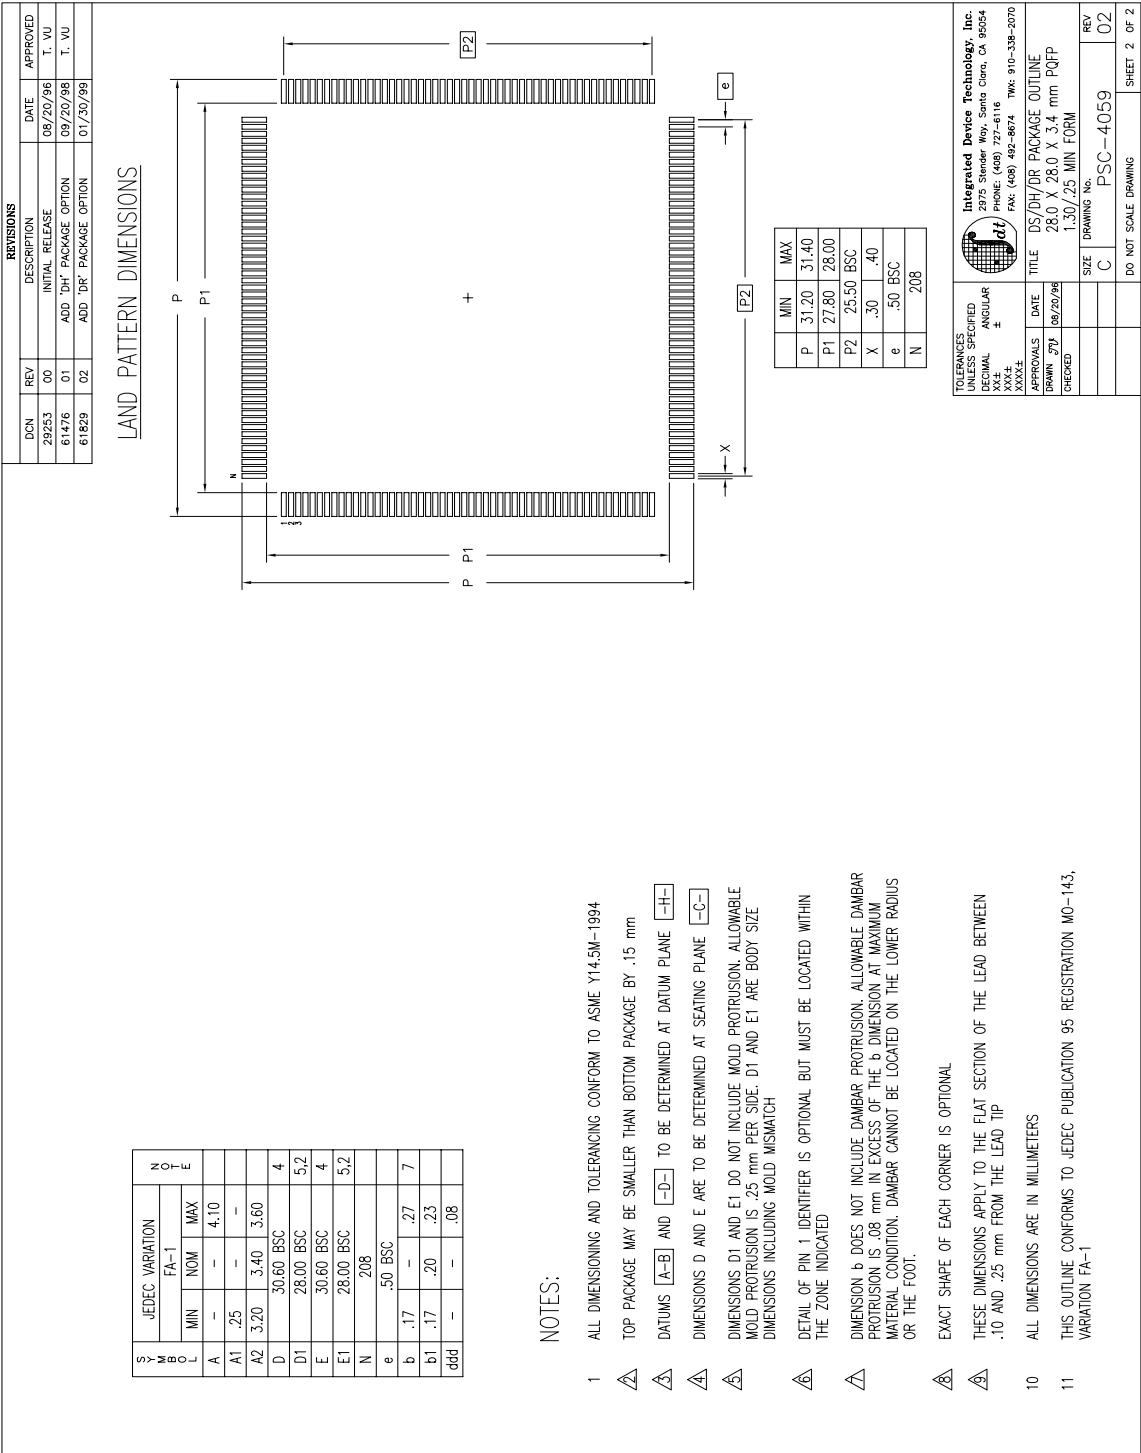 REVISIONS
DCN REV DESCRIPTION DATE APPROVED
29253 00 INITIAL RELEASE 08/20/96 T. VU
61476 01 ADD 'DH' PACKAGE OPTION 09/20/98 T. VU
61829 02 ADD 'DR' PACKAGE OPTION 01/30/99
LAND PATTERN DIMENSIONS
P
P1
P2
N
1
2
3
P
P1
X
e
P2
MIN MAX
P 31.20 31.40
P1 27.80 28.00
P2 25.50 BSC
X .30 .40
e .50 BSC
N 208
SYMBOL JEDEC VARIATION NOTE
FA-1
MIN NOM MAX
A – – 4.10
A1 .25 – –
A2 3.20 3.40 3.60
D 30.60 BSC 4
D1 28.00 BSC 5,2
E 30.60 BSC 4
E1 28.00 BSC 5,2
N 208
e .50 BSC
b .17 – .27 7
b1 .17 .20 .23
ddd – – .08
NOTES:
1 ALL DIMENSIONING AND TOLERANCING CONFORM TO ASME Y14.5M-1994
2 TOP PACKAGE MAY BE SMALLER THAN BOTTOM PACKAGE BY .15 mm
3 DATUMS A-B AND -D- TO BE DETERMINED AT DATUM PLANE -H-
4 DIMENSIONS D AND E ARE TO BE DETERMINED AT SEATING PLANE -C-
5 DIMENSIONS D1 AND E1 DO NOT INCLUDE MOLD PROTRUSION. ALLOWABLE
MOLD PROTRUSION IS .25 mm PER SIDE. D1 AND E1 ARE BODY SIZE
DIMENSIONS INCLUDING MOLD MISMATCH
6 DETAIL OF PIN 1 IDENTIFIER IS OPTIONAL BUT MUST BE LOCATED WITHIN
THE ZONE INDICATED
7 DIMENSION b DOES NOT INCLUDE DAMBAR PROTRUSION. ALLOWABLE DAMBAR
PROTRUSION IS .08 mm IN EXCESS OF THE b DIMENSION AT MAXIMUM
MATERIAL CONDITION. DAMBAR CANNOT BE LOCATED ON THE LOWER RADIUS
OR THE FOOT.
8 EXACT SHAPE OF EACH CORNER IS OPTIONAL
9 THESE DIMENSIONS APPLY TO THE FLAT SECTION OF THE LEAD BETWEEN
.10 AND .25 mm FROM THE LEAD TIP
10 ALL DIMENSIONS ARE IN MILLIMETERS
11 THIS OUTLINE CONFORMS TO JEDEC PUBLICATION 95 REGISTRATION MO-143,
VARIATION FA-1
TOLERANCES
UNLESS SPECIFIED
DECIMAL ANGULAR
XX± ±
XXX±
XXXX±
APPROVALS DATE
DRAWN TV 08/20/96
CHECKED
idt
Integrated Device Technology, Inc.
2975 Stender Way, Santa Clara, CA 95054
PHONE: (408) 727-6116
FAX: (408) 492-8674 TWX: 910-338-2070
TITLE DS/DH/DR PACKAGE OUTLINE
28.0 X 28.0 X 3.4 mm PQFP
1.30/.25 MIN FORM
SIZE DRAWING No. REV
C PSC-4059 02
DO NOT SCALE DRAWING SHEET 2 OF 2